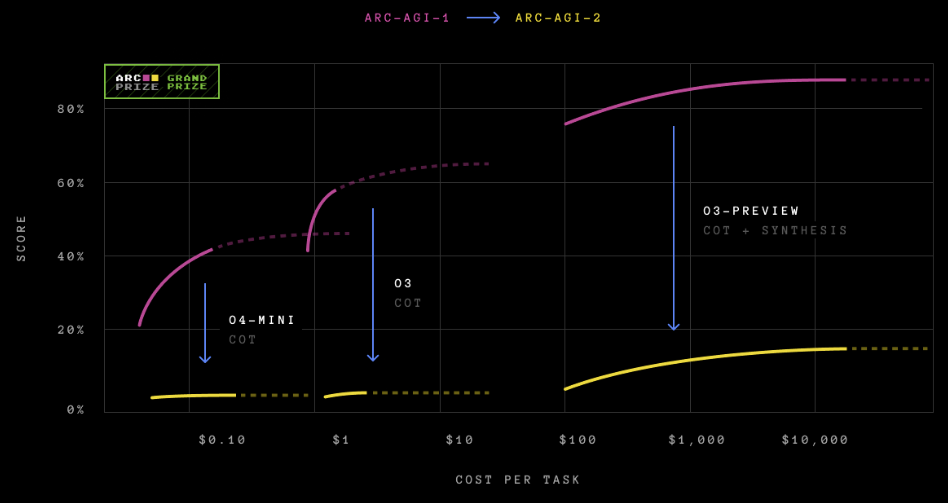 ARC-AGI-1 → ARC-AGI-2
ARC PRIZE GRAND PRIZE
80%
60%
40%
20%
0%
SCORE
O3-PREVIEW
COT + SYNTHESIS
O3
COT
O4-MINI
COT
$0.10 $1 $10 $100 $1,000 $10,000
COST PER TASK